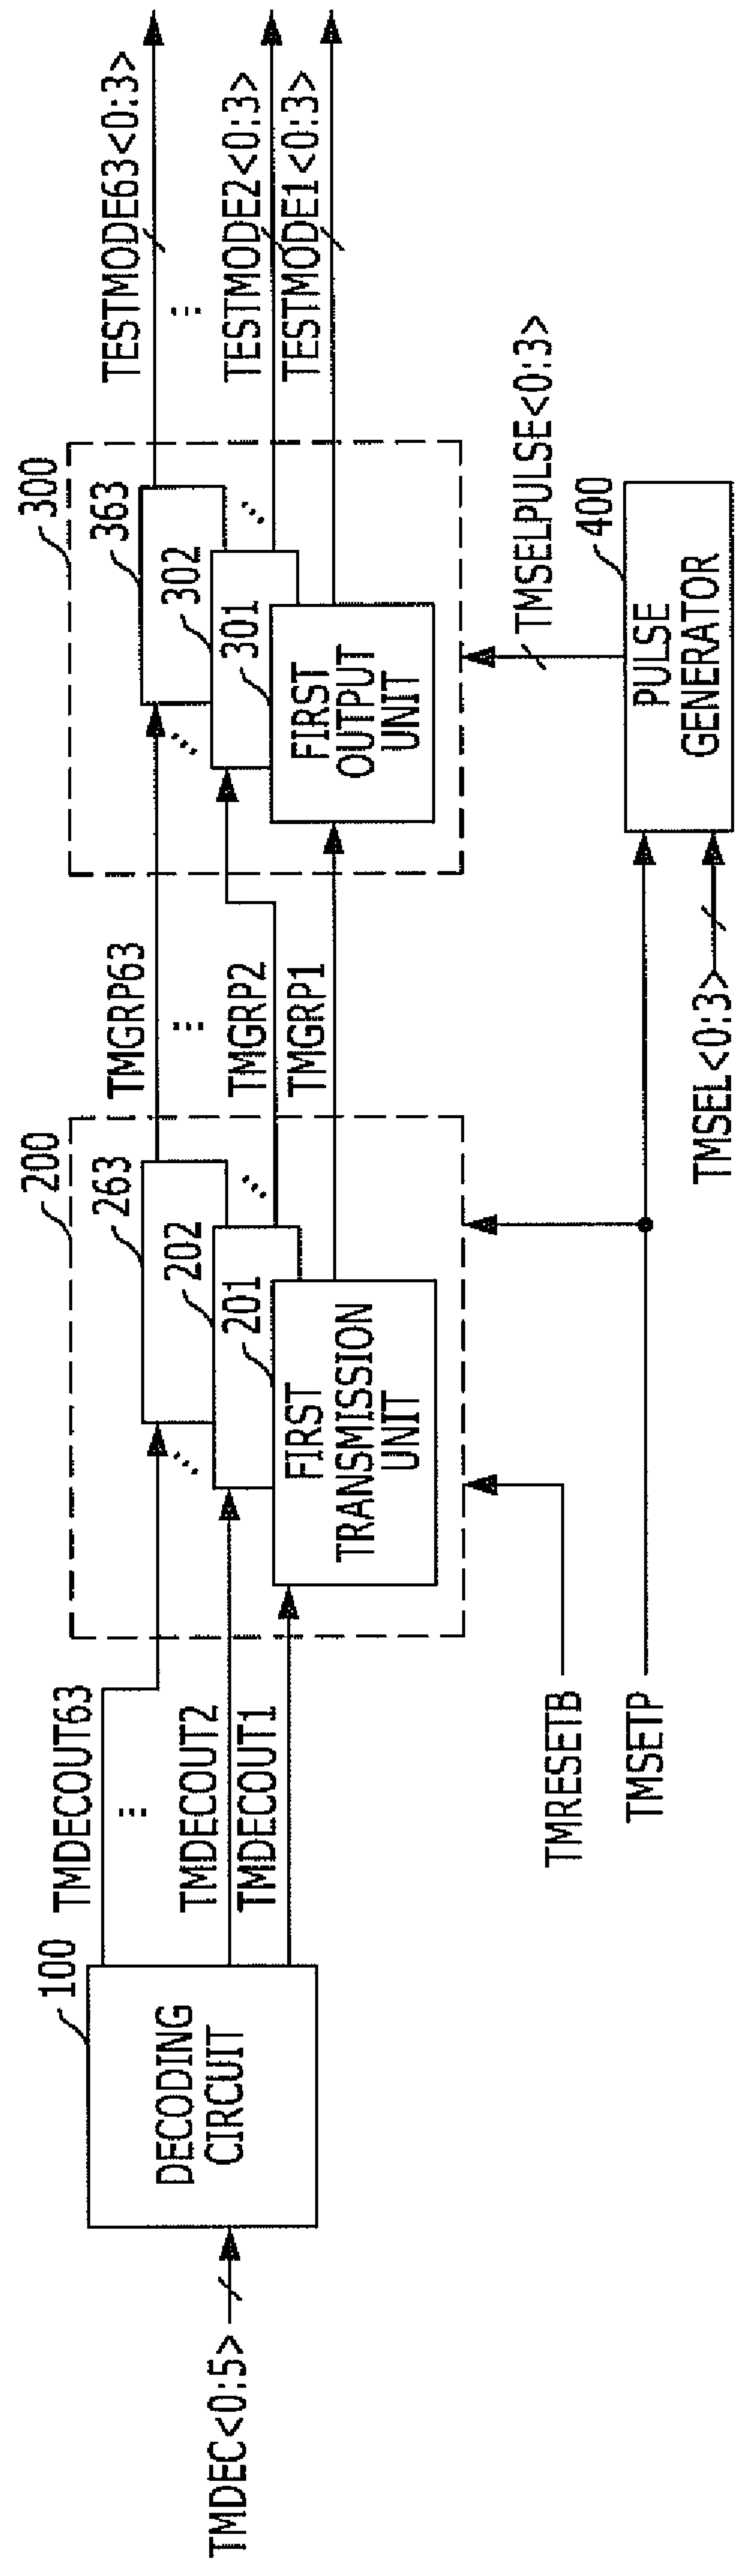 TMDEC<0:5>
100
DECODING
CIRCUIT
TMDECOUT63
⋮
TMDECOUT2
TMDECOUT1
200
263
202
201
FIRST
TRANSMISSION
UNIT
TMRESETB
TMSETP
TMGRP63
⋮
TMGRP2
TMGRP1
300
363
302
301
FIRST
OUTPUT
UNIT
TMSEL<0:3>
400
PULSE
GENERATOR
TMSELPULSE<0:3>
TESTMODE63<0:3>
⋮
TESTMODE2<0:3>
TESTMODE1<0:3>